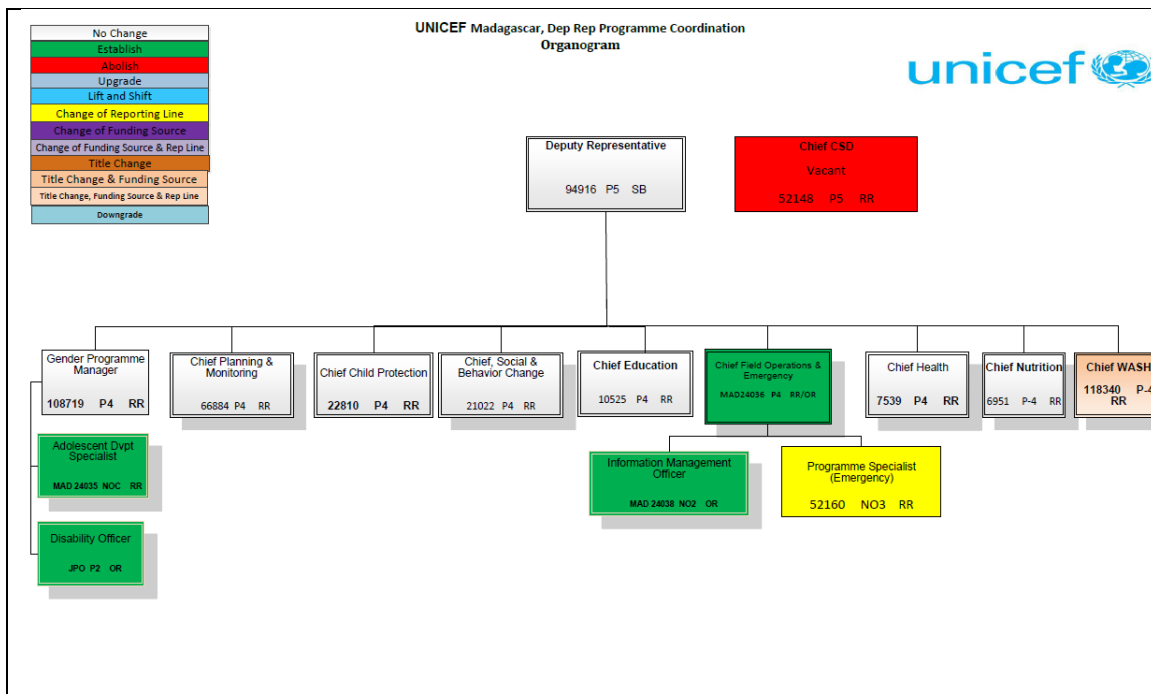 UNICEF Madagascar, Dep Rep Programme Coordination
Organogram
No Change
Establish
Abolish
Upgrade
Lift and Shift
Change of Reporting Line
Change of Funding Source
Change of Funding Source & Rep Line
Title Change
Title Change & Funding Source
Title Change, Funding Source & Rep Line
Downgrade
unicef
Deputy Representative
94916 P5 SB
Chief CSD
Vacant
52148 P5 RR
Gender Programme
Manager
108719 P4 RR
Chief Planning &
Monitoring
66884 P4 RR
Chief Child Protection
22810 P4 RR
Chief, Social &
Behavior Change
21022 P4 RR
Chief Education
10525 P4 RR
Chief Field Operations &
Emergency
MAD24036 P4 RR/OR
Chief Health
7539 P4 RR
Chief Nutrition
6951 P-4 RR
Chief WASH
118340 P-4
RR
Adolescent Dvpt
Specialist
MAD 24035 NOC RR
Information Management
Officer
MAD 24038 NO2 OR
Programme Specialist
(Emergency)
52160 NO3 RR
Disability Officer
JPO P2 OR